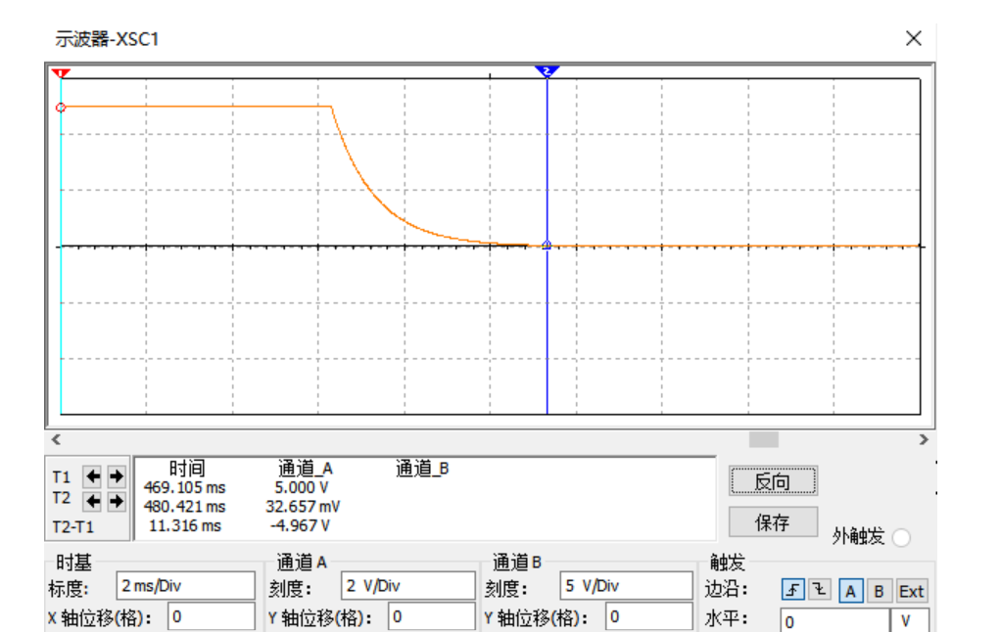 示波器-XSC1
1
2
时间 通道_A 通道_B
T1 469.105 ms 5.000 V
T2 480.421 ms 32.657 mV
T2-T1 11.316 ms -4.967 V
反向
保存
外触发
时基 通道 A 通道 B 触发
标度: 2 ms/Div 刻度: 2 V/Div 刻度: 5 V/Div 边沿: A B Ext
X 轴位移(格): 0 Y 轴位移(格): 0 Y 轴位移(格): 0 水平: 0 V